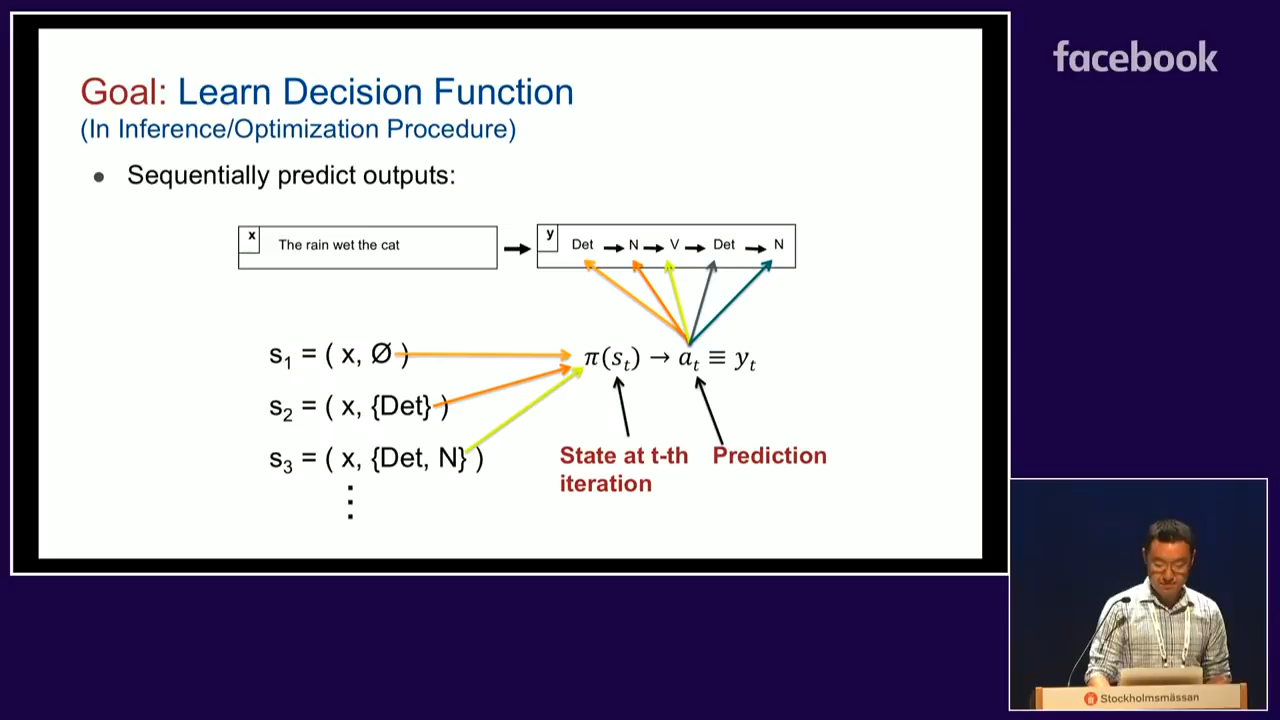 facebook
Goal: Learn Decision Function
(In Inference/Optimization Procedure)
● Sequentially predict outputs:
x
The rain wet the cat
y
Det N V Det N
s₁ = ( x, Ø )
π(sₜ) → aₜ ≡ yₜ
s₂ = ( x, {Det} )
s₃ = ( x, {Det, N} )
State at t-th
iteration
Prediction
Stockholmsmässan